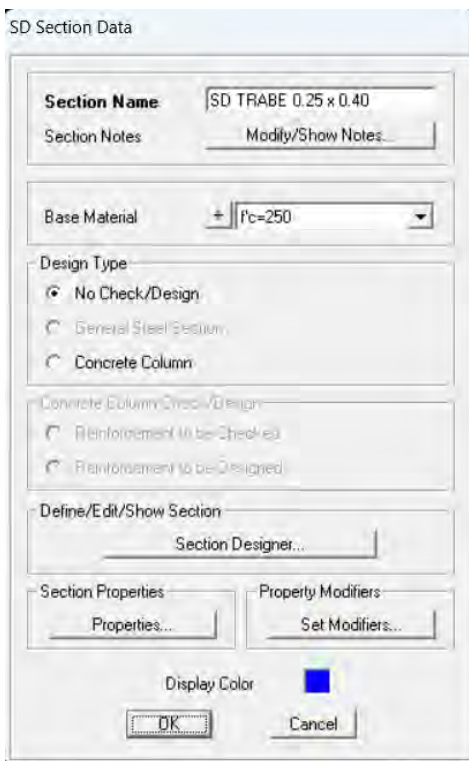 SD Section Data
Section Name SD TRABE 0.25 x 0.40
Section Notes Modify/Show Notes...
Base Material + f'c=250
Design Type
No Check/Design
General Steel Section
Concrete Column
Concrete Column Check/Design
Reinforcement to be Checked
Reinforcement to be Designed
Define/Edit/Show Section
Section Designer...
Section Properties Property Modifiers
Properties... Set Modifiers...
Display Color
OK Cancel